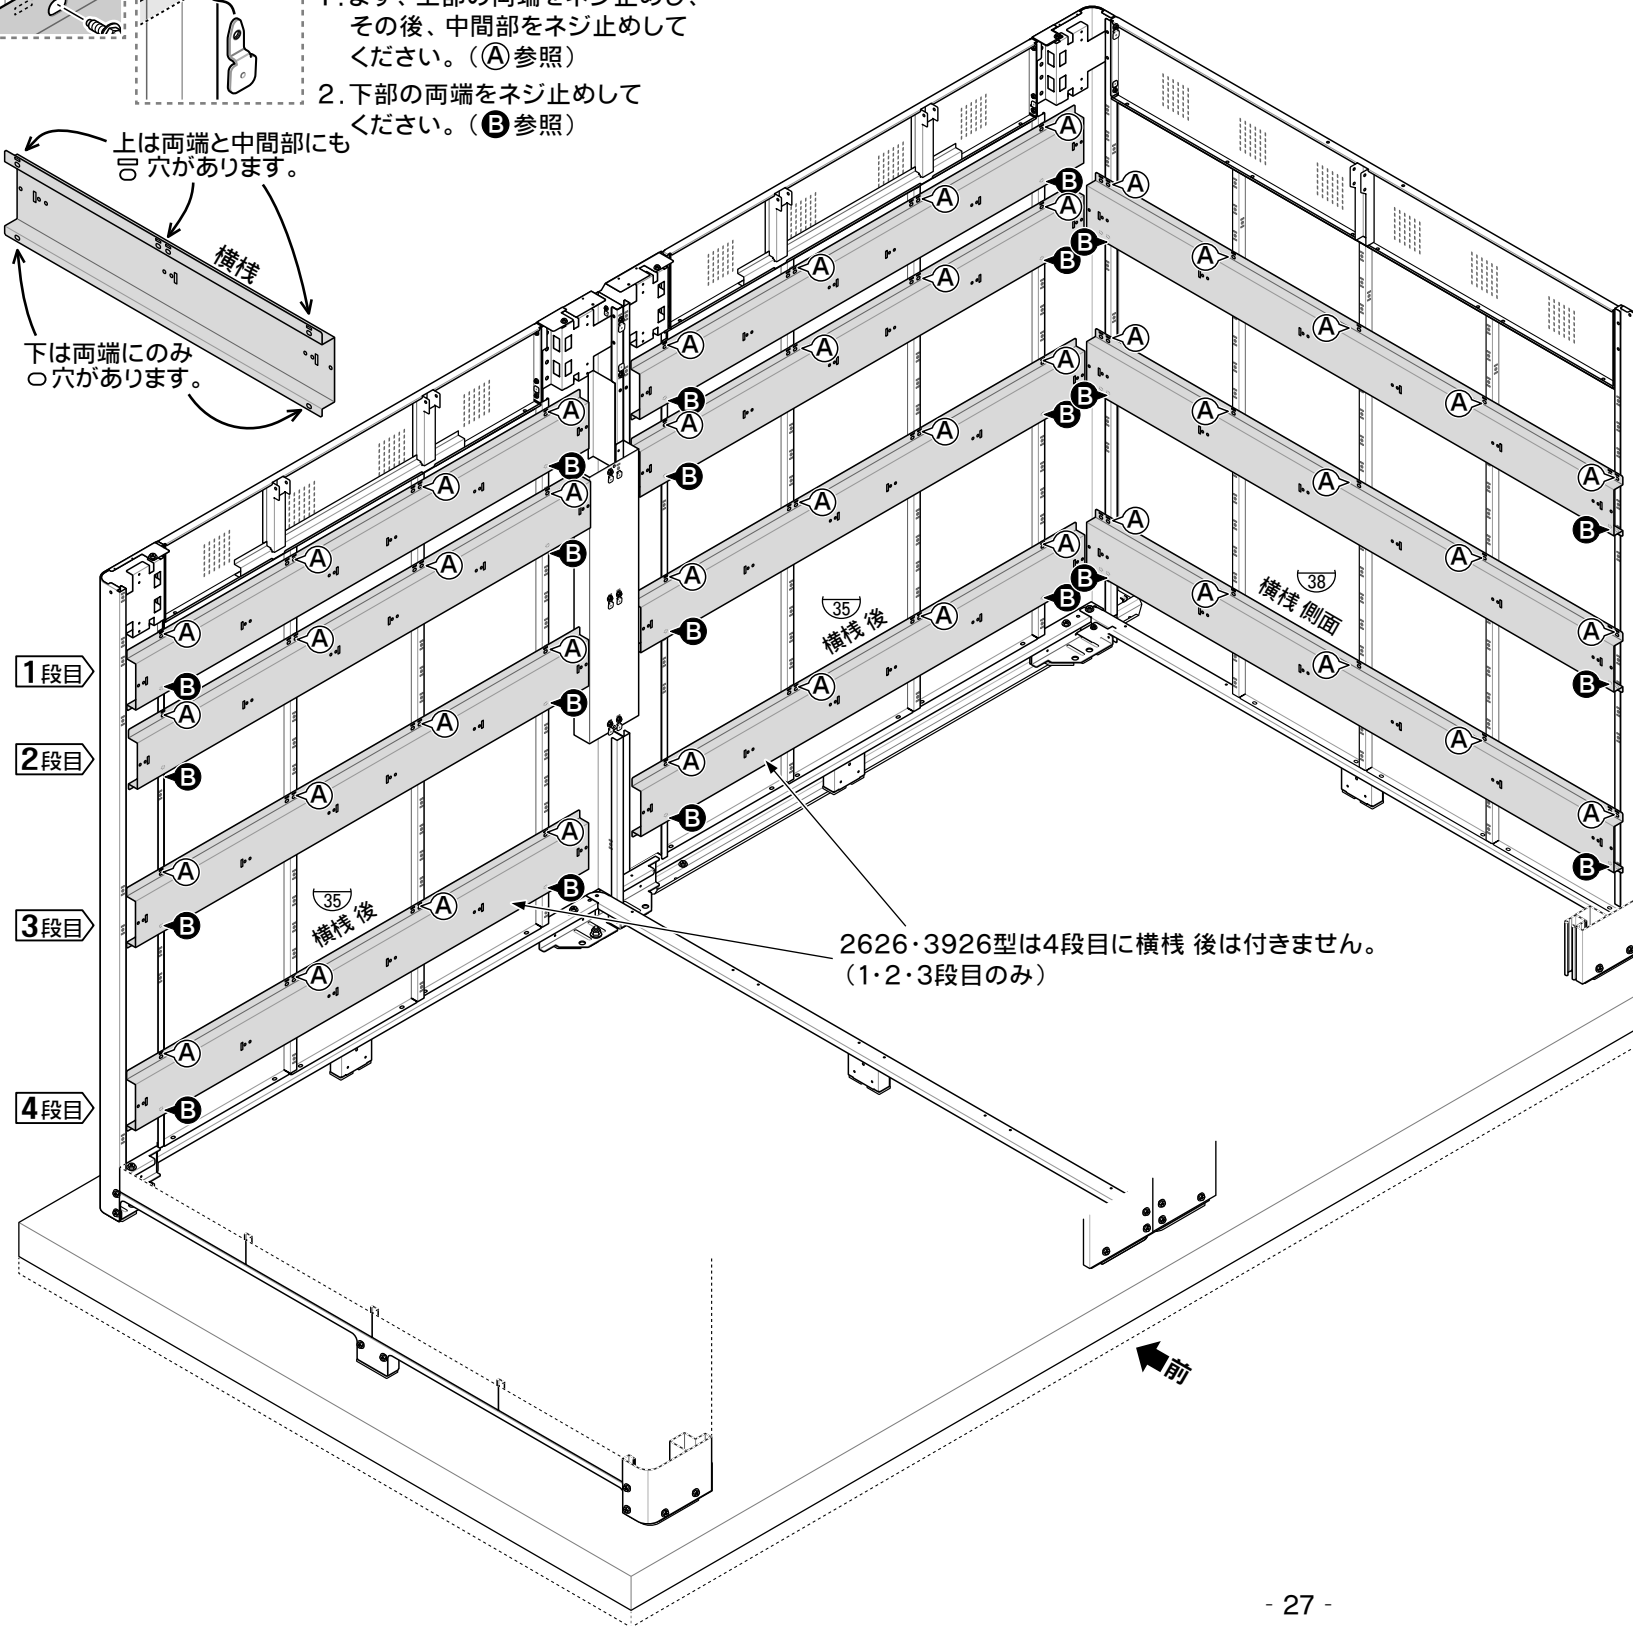 1.まず、上部の両端をネジ止めし、
その後、中間部をネジ止めして
ください。（Ⓐ参照）
2.下部の両端をネジ止めして
ください。（🅑参照）
上は両端と中間部にも
穴があります。
横桟
下は両端にのみ
穴があります。
A A A A
B B
A A A A
B B
A A A A
B B
A A A A
B B
A A A A
B B
A A A A
B B
A A A A
B B
A A A A
B B
A A A A A
B B
A A A A A
B B
A A A A A
B B
1段目
2段目
3段目
4段目
35
横桟 後
35
横桟 後
38
横桟 側面
2626・3926型は4段目に横桟 後は付きません。
（1・2・3段目のみ）
前
- 27 -